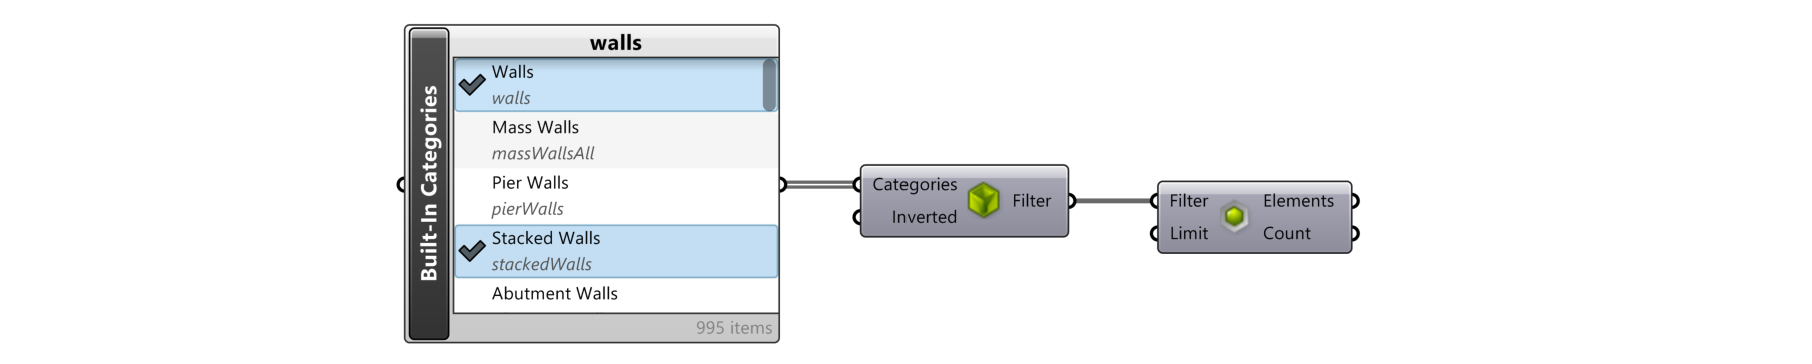 Built-In Categories
walls
Walls
walls
Mass Walls
massWallsAll
Pier Walls
pierWalls
Stacked Walls
stackedWalls
Abutment Walls
995 items
Categories
Inverted
Filter
Filter
Limit
Elements
Count